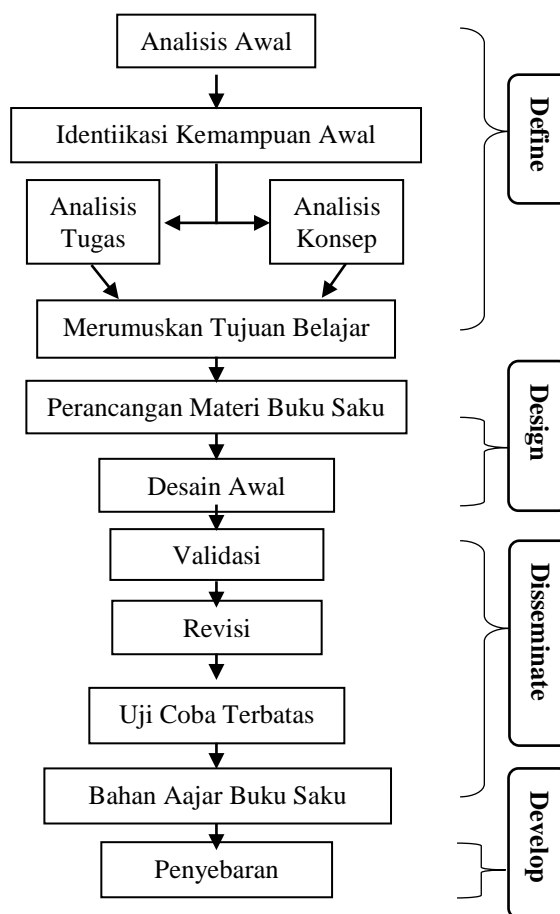 Analisis Awal
Identiikasi Kemampuan Awal
Analisis
Tugas
Analisis
Konsep
Merumuskan Tujuan Belajar
Define
Perancangan Materi Buku Saku
Desain Awal
Design
Validasi
Revisi
Uji Coba Terbatas
Bahan Aajar Buku Saku
Disseminate
Penyebaran
Develop